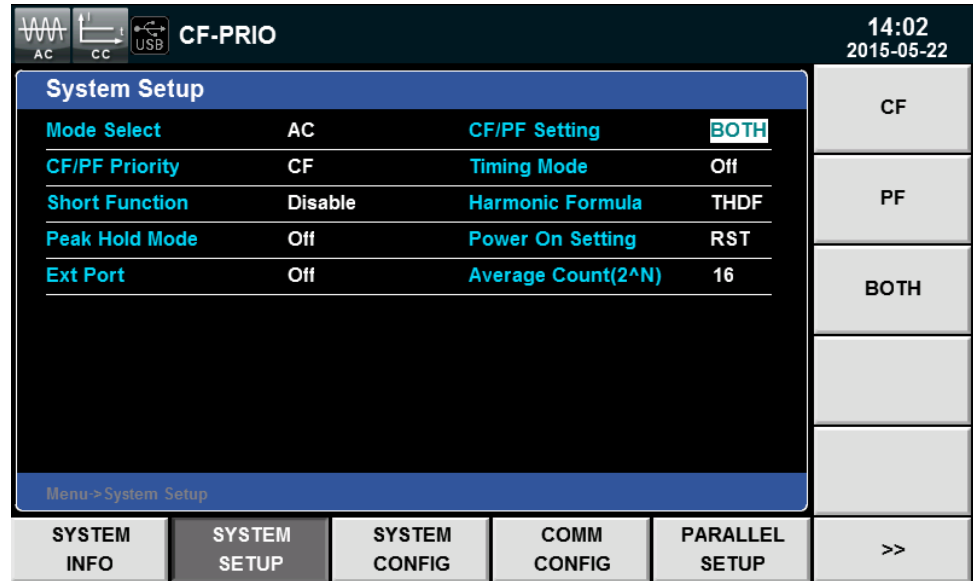 AC
t
CC
USB
CF-PRIO
14:02
2015-05-22
System Setup
Mode Select AC CF/PF Setting BOTH
CF/PF Priority CF Timing Mode Off
Short Function Disable Harmonic Formula THDF
Peak Hold Mode Off Power On Setting RST
Ext Port Off Average Count(2^N) 16
Menu->System Setup
CF
PF
BOTH
SYSTEM INFO
SYSTEM SETUP
SYSTEM CONFIG
COMM CONFIG
PARALLEL SETUP
>>